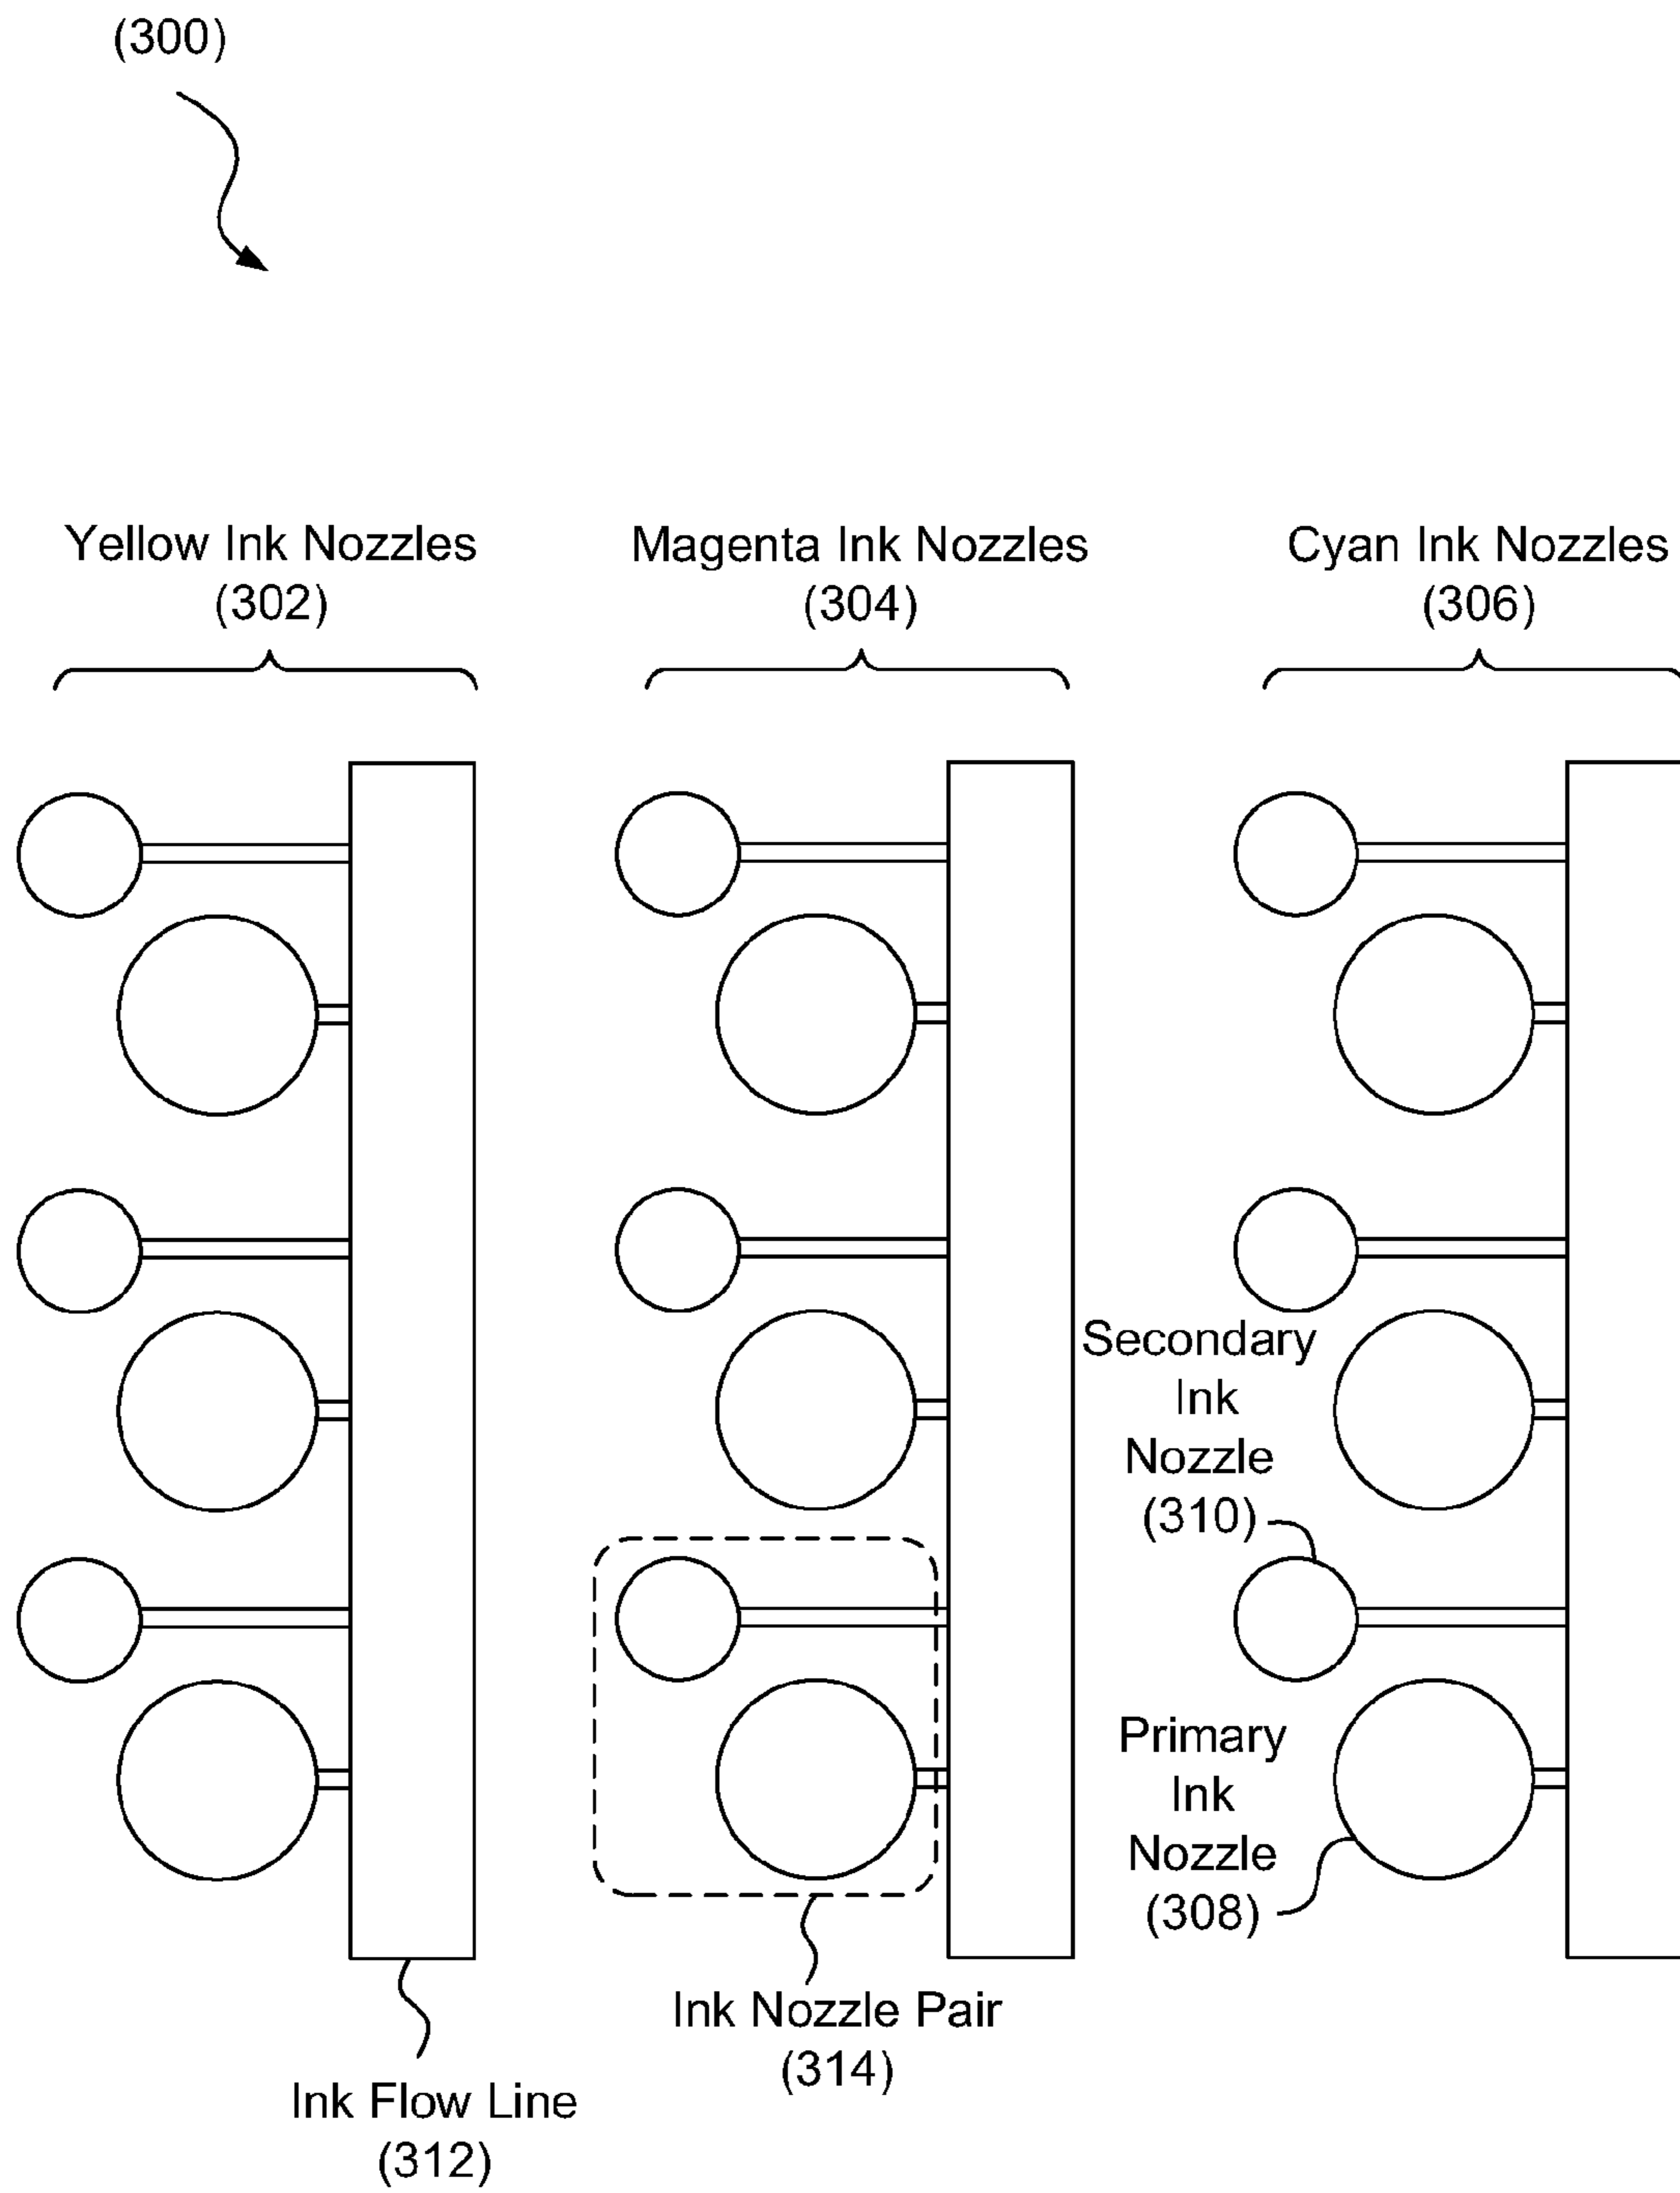 (300)
Yellow Ink Nozzles
(302)
Magenta Ink Nozzles
(304)
Cyan Ink Nozzles
(306)
Secondary
Ink
Nozzle
(310)
Primary
Ink
Nozzle
(308)
Ink Nozzle Pair
(314)
Ink Flow Line
(312)